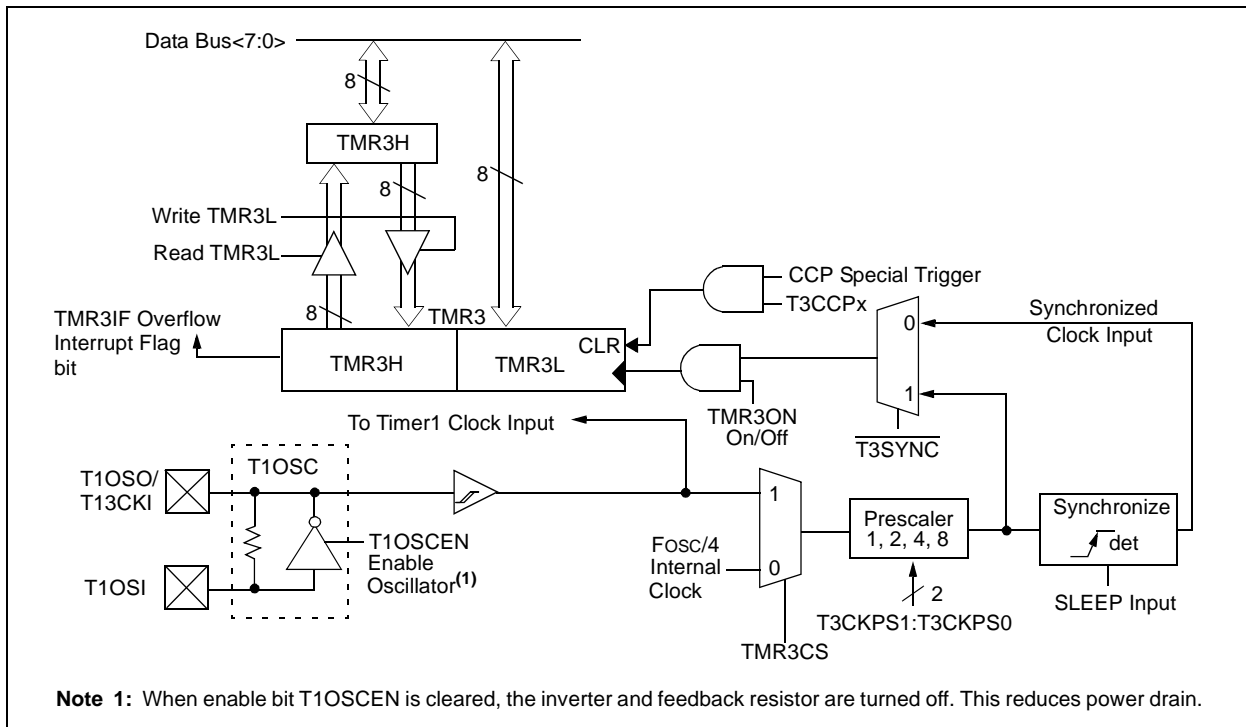 Data Bus<7:0>
8
TMR3H
8
8
Write TMR3L
Read TMR3L
8
CCP Special Trigger
T3CCPx
TMR3
TMR3IF Overflow
Interrupt Flag
bit
TMR3H
TMR3L
CLR
0
1
Synchronized
Clock Input
TMR3ON
On/Off
T3SYNC
To Timer1 Clock Input
T1OSC
T1OSO/
T13CKI
T1OSI
T1OSCEN
Enable
Oscillator(1)
1
0
FOSC/4
Internal
Clock
TMR3CS
Prescaler
1, 2, 4, 8
2
T3CKPS1:T3CKPS0
Synchronize
det
SLEEP Input
Note 1: When enable bit T1OSCEN is cleared, the inverter and feedback resistor are turned off. This reduces power drain.